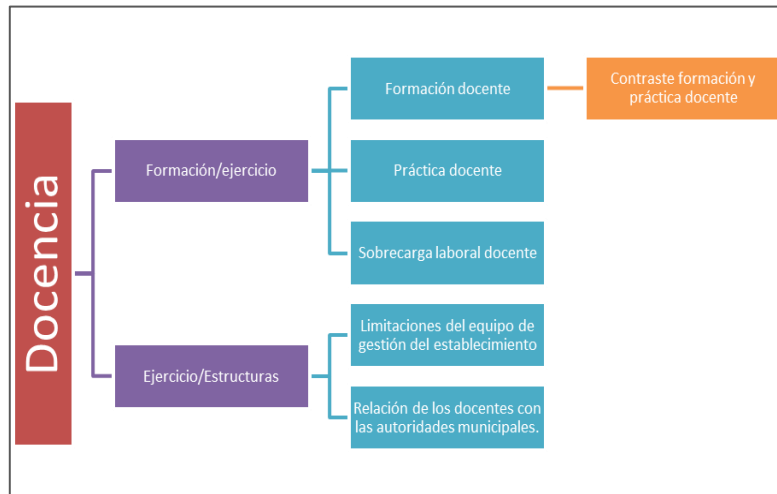 Docencia
Formación/ejercicio
Formación docente
Contraste formación y
práctica docente
Práctica docente
Sobrecarga laboral docente
Ejercicio/Estructuras
Limitaciones del equipo de
gestión del establecimiento
Relación de los docentes con
las autoridades municipales.